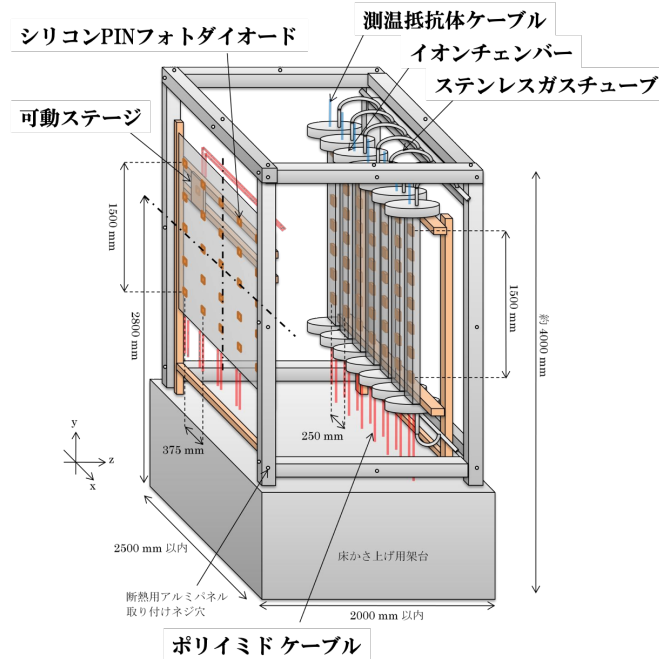 測温抵抗体ケーブル
シリコンPINフォトダイオード
イオンチェンバー
ステンレスガスチューブ
可動ステージ
1500 mm
2800 mm
1500 mm
約 4000 mm
375 mm
250 mm
y
z
x
2500 mm 以内
床かさ上げ用架台
断熱用アルミパネル
取り付けネジ穴
2000 mm 以内
ポリイミド ケーブル